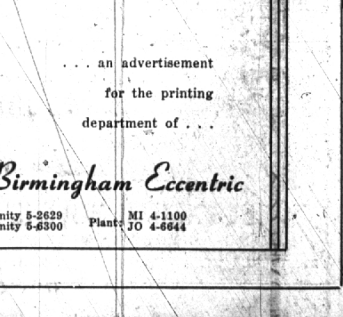 . . . an advertisement
for the printing
department of . . .
Birmingham Eccentric
nity 5-2629
nity 5-6300
Plant: MI 4-1100
JO 4-6644